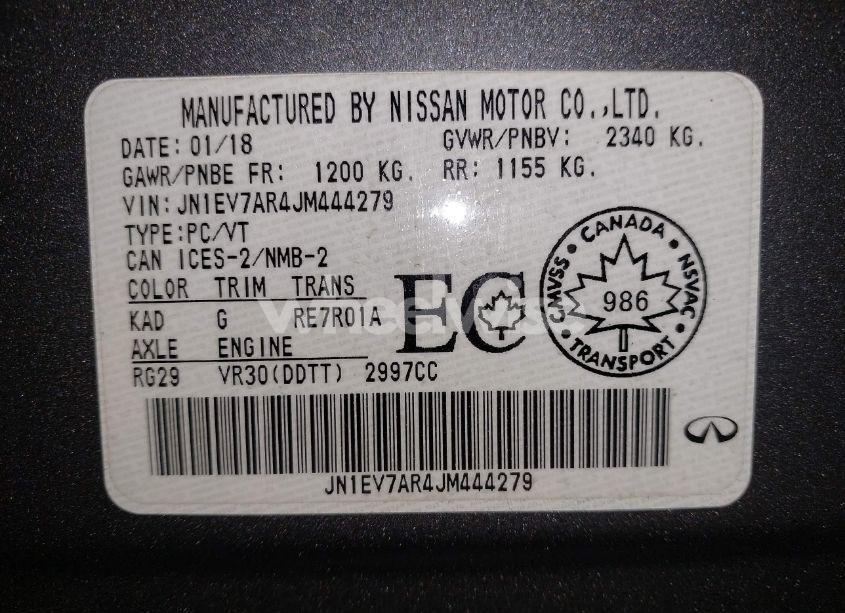 MANUFACTURED BY NISSAN MOTOR CO.,LTD.
DATE: 01/18 GVWR/PNBV: 2340 KG.
GAWR/PNBE FR: 1200 KG. RR: 1155 KG.
VIN: JN1EV7AR4JM444279
TYPE:PC/VT
CAN ICES-2/NMB-2
COLOR TRIM TRANS
KAD G RE7R01A
AXLE ENGINE
RG29 VR30(DDTT) 2997CC
EC
CANADA
CMVSS • NSVAC
986
TRANSPORT
JN1EV7AR4JM444279